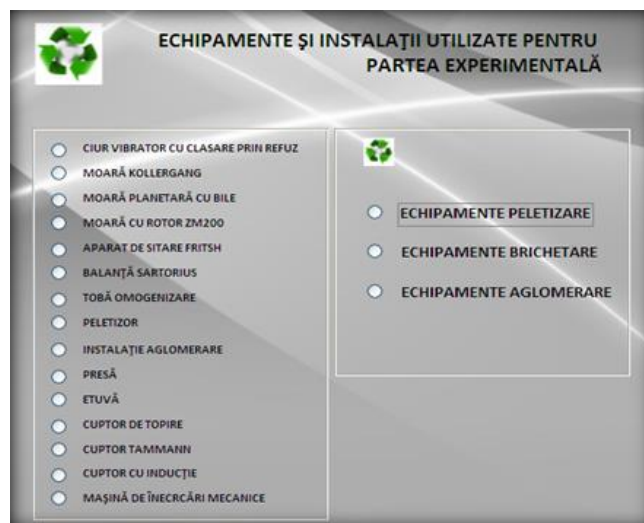 ECHIPAMENTE ŞI INSTALAŢII UTILIZATE PENTRU
PARTEA EXPERIMENTALĂ
CIUR VIBRATOR CU CLASARE PRIN REFUZ
MOARĂ KOLLERGANG
MOARĂ PLANETARĂ CU BILE
MOARĂ CU ROTOR ZM200
APARAT DE SITARE FRITSH
BALANŢĂ SARTORIUS
TOBĂ OMOGENIZARE
PELETIZOR
INSTALAŢIE AGLOMERARE
PRESĂ
ETUVĂ
CUPTOR DE TOPIRE
CUPTOR TAMMANN
CUPTOR CU INDUCŢIE
MAŞINĂ DE ÎNECRCĂRI MECANICE
ECHIPAMENTE PELETIZARE
ECHIPAMENTE BRICHETARE
ECHIPAMENTE AGLOMERARE